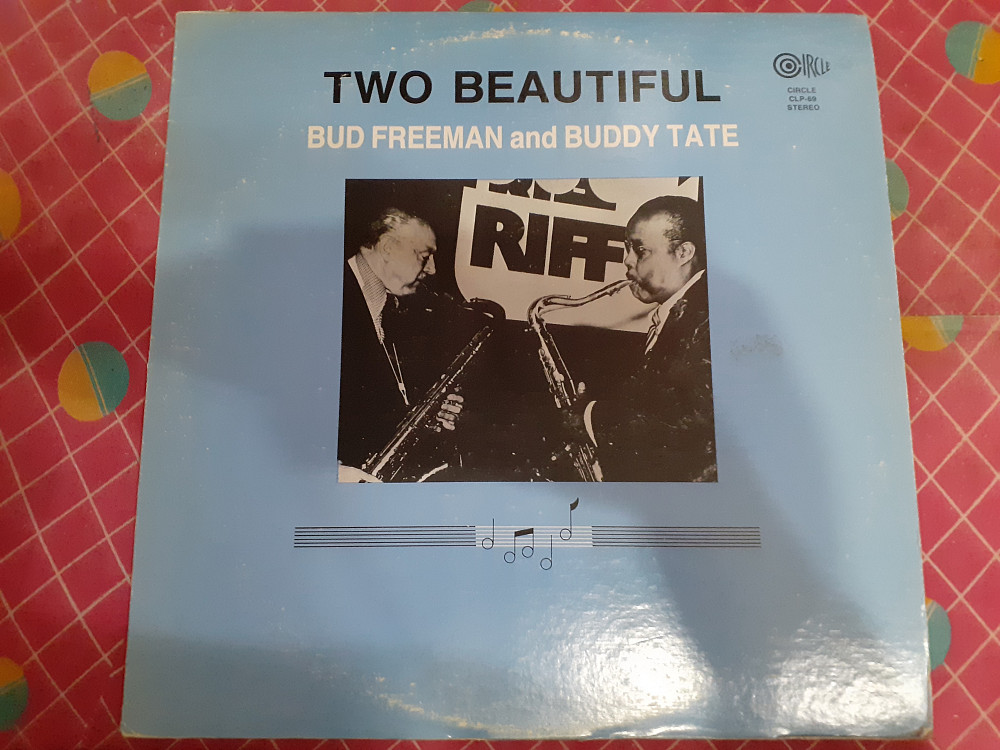 TWO BEAUTIFUL
CIRCLE
CIRCLE
CLP-69
STEREO
BUD FREEMAN and BUDDY TATE
RIFF